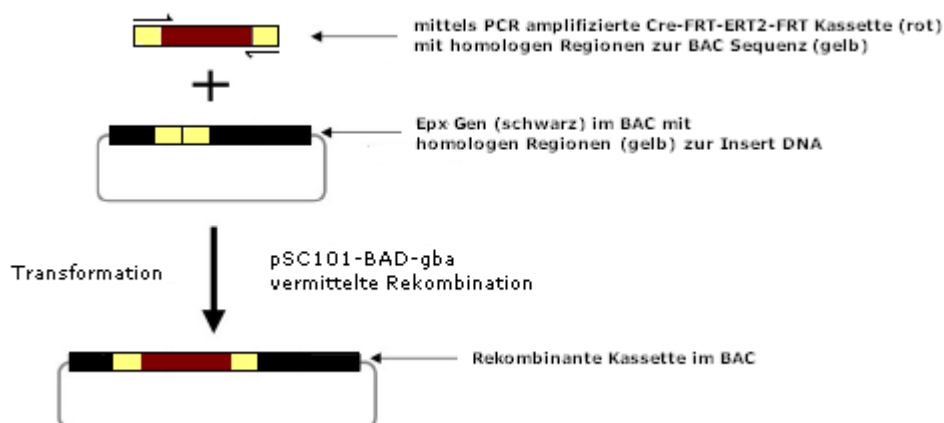 mittels PCR amplifizierte Cre-FRT-ERT2-FRT Kassette (rot)
mit homologen Regionen zur BAC Sequenz (gelb)
+
Epx Gen (schwarz) im BAC mit
homologen Regionen (gelb) zur Insert DNA
Transformation
pSC101-BAD-gba
vermittelte Rekombination
Rekombinante Kassette im BAC